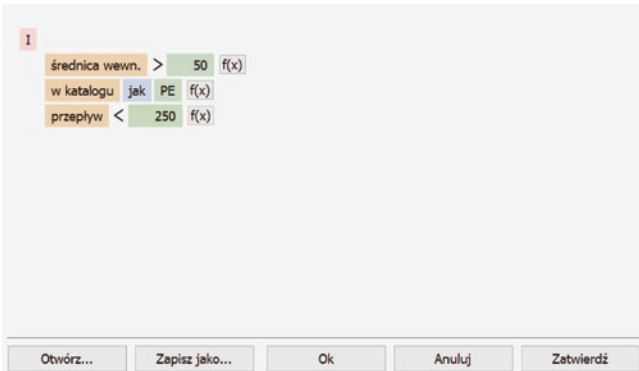 I
średnica wewn. > 50 f(x)
w katalogu jak PE f(x)
przepływ < 250 f(x)
Otwórz... Zapisz jako... Ok Anuluj Zatwierdź